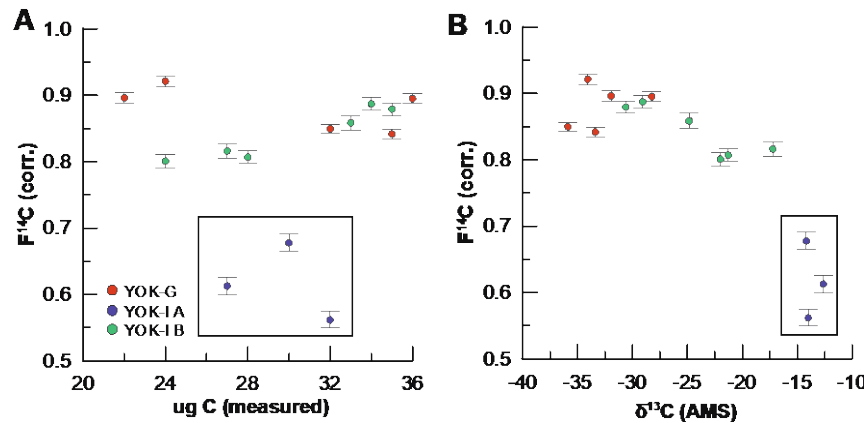 A
F¹⁴C (corr.)
1.0
0.9
0.8
0.7
0.6
0.5
YOK-G
YOK-IA
YOK-IB
20 24 28 32 36
ug C (measured)
B
F¹⁴C (corr.)
1.0
0.9
0.8
0.7
0.6
0.5
-40 -35 -30 -25 -20 -15 -10
δ¹³C (AMS)